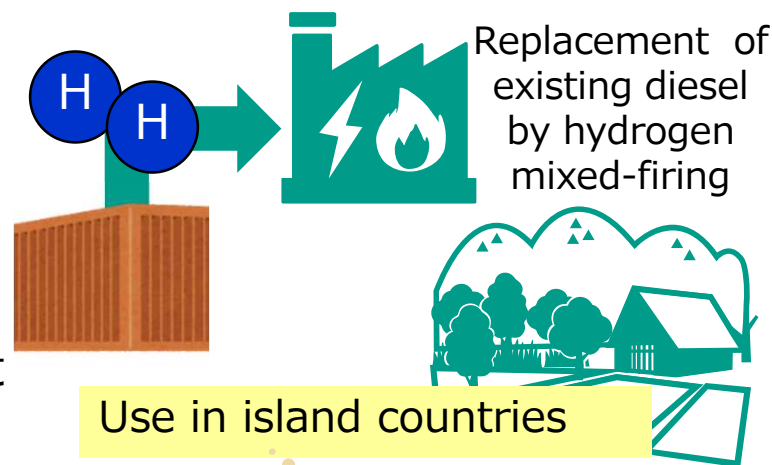 H
H
Replacement of
existing diesel
by hydrogen
mixed-firing
t
Use in island countries